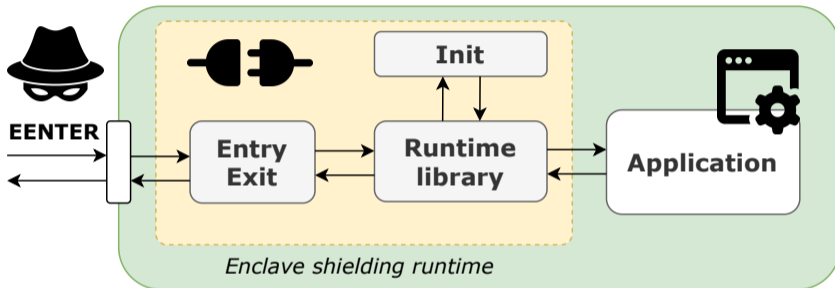 Init
EENTER
Entry
Exit
Runtime
library
Application
Enclave shielding runtime